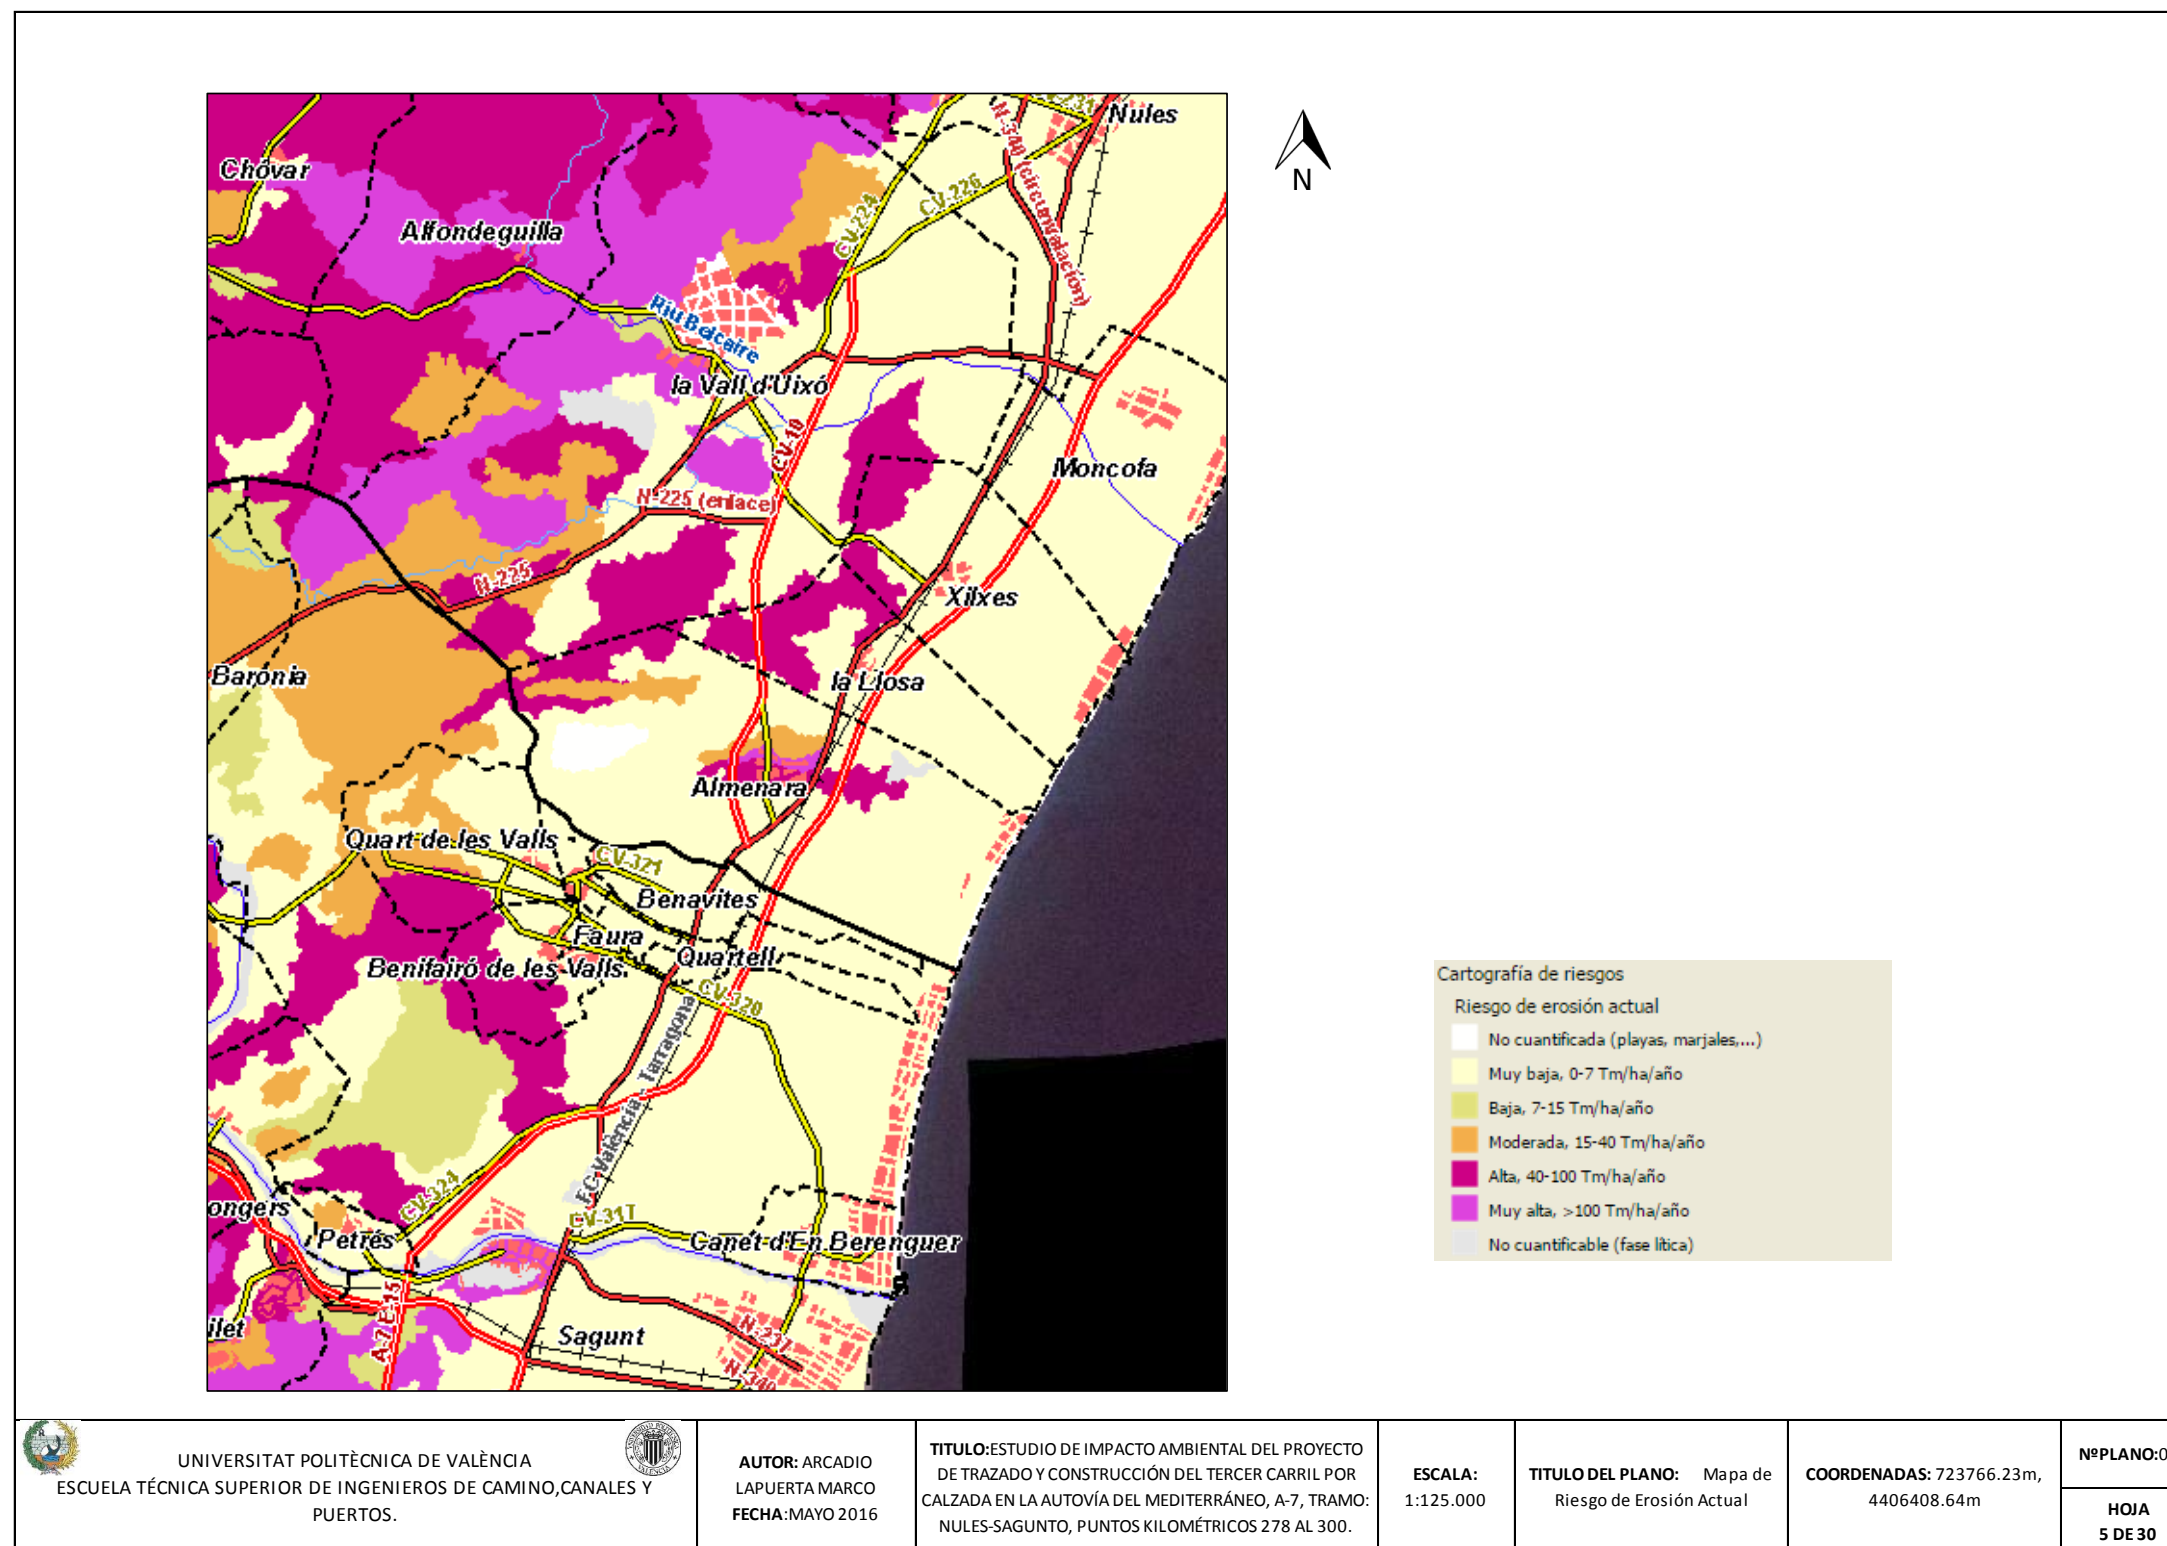 Nules
CV-231
N-340 (circunvalación)
Chóvar
CV-226
CV-224
Alfondeguilla
N
Riu Belcaire
la Vall d'Uixó
CV-10
Moncofa
N-225 (enlace)
N-225
Xilxes
Baronia
la Llosa
Almenara
Quart de les Valls
CV-321
Benavites
Faura
Quartell
Benifairó de les Valls
CV-320
FC València - Tarragona
CV-324
ongers
CV-31T
Petrés
Canet d'En Berenguer
A-7 E-15
ilet
Sagunt
N-237
N-340
Cartografía de riesgos
Riesgo de erosión actual
No cuantificada (playas, marjales,...)
Muy baja, 0-7 Tm/ha/año
Baja, 7-15 Tm/ha/año
Moderada, 15-40 Tm/ha/año
Alta, 40-100 Tm/ha/año
Muy alta, >100 Tm/ha/año
No cuantificable (fase lítica)
UNIVERSITAT POLITÈCNICA DE VALÈNCIA
ESCUELA TÉCNICA SUPERIOR DE INGENIEROS DE CAMINO,CANALES Y
PUERTOS.
AUTOR: ARCADIO
LAPUERTA MARCO
FECHA:MAYO 2016
TITULO:ESTUDIO DE IMPACTO AMBIENTAL DEL PROYECTO
DE TRAZADO Y CONSTRUCCIÓN DEL TERCER CARRIL POR
CALZADA EN LA AUTOVÍA DEL MEDITERRÁNEO, A-7, TRAMO:
NULES-SAGUNTO, PUNTOS KILOMÉTRICOS 278 AL 300.
ESCALA:
1:125.000
TITULO DEL PLANO: Mapa de
Riesgo de Erosión Actual
COORDENADAS: 723766.23m,
4406408.64m
NºPLANO:0
HOJA
5 DE 30